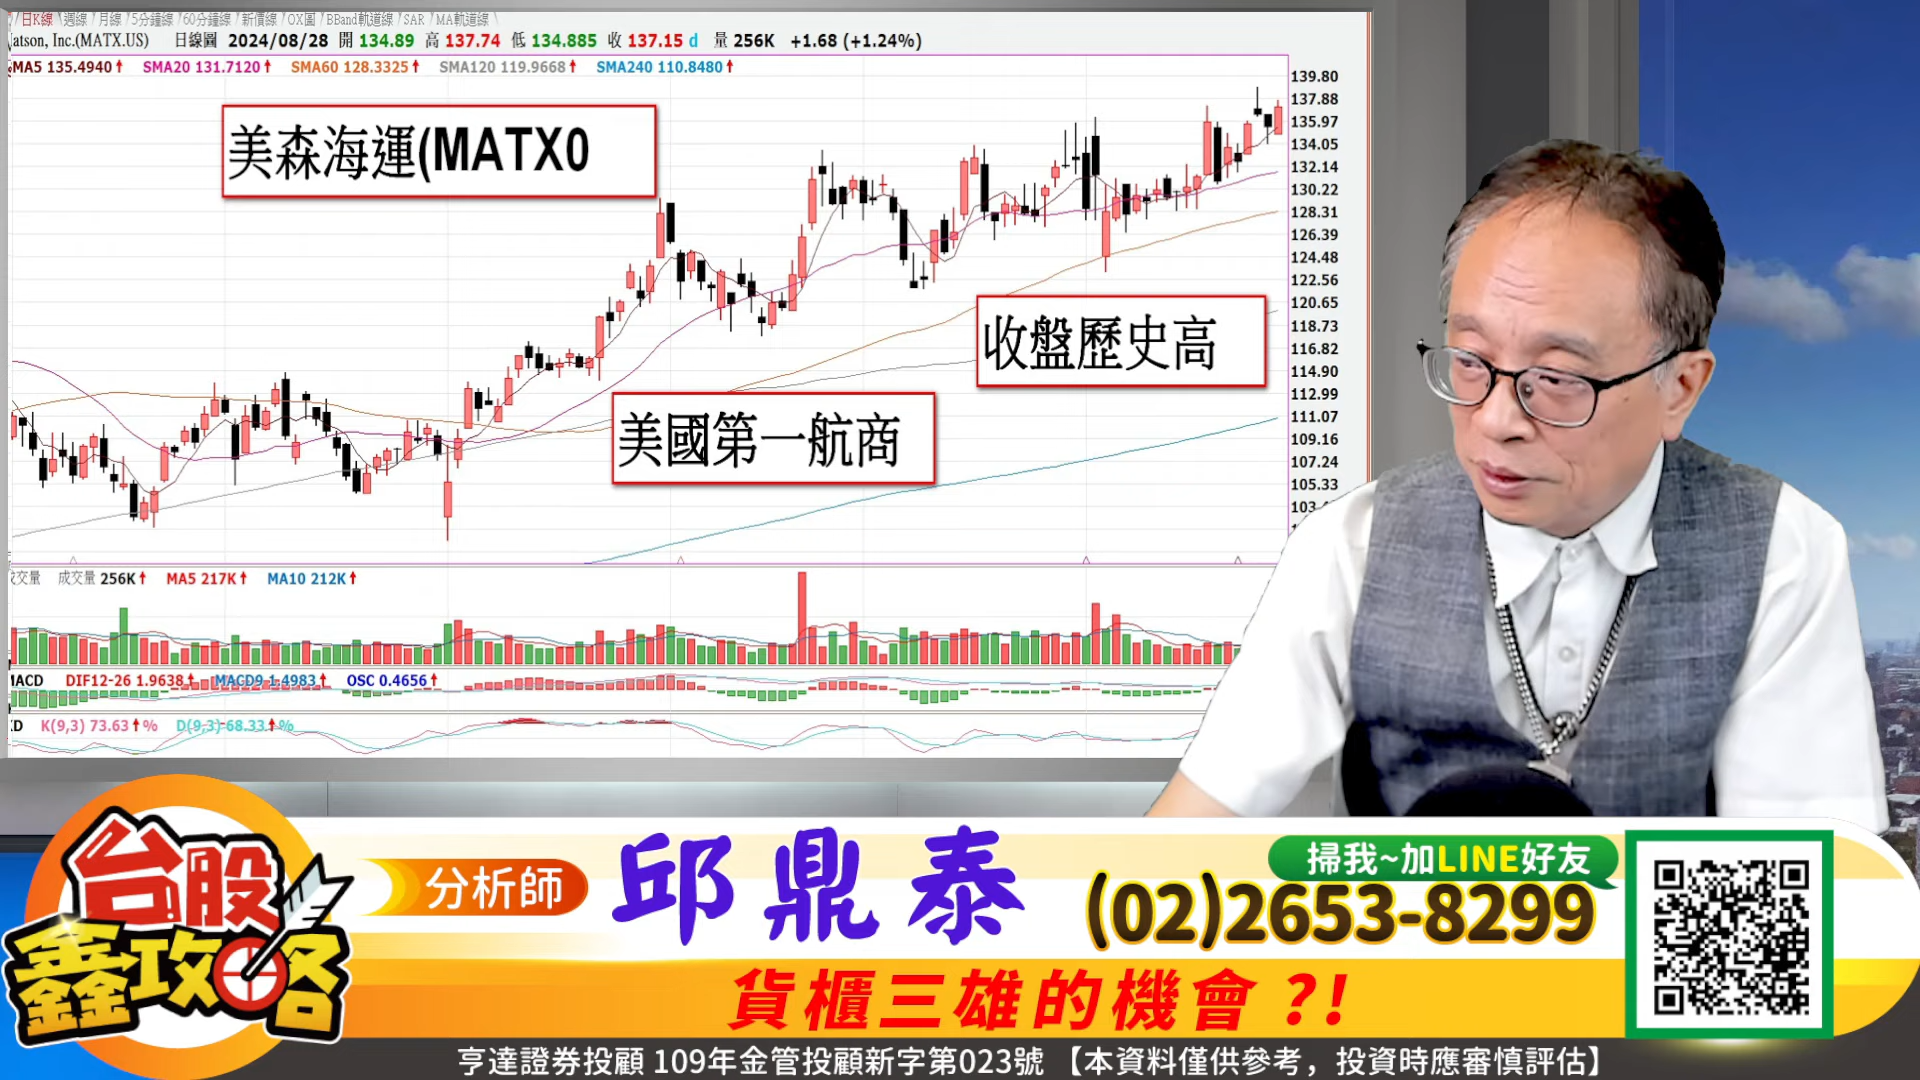 日K線 週線 月線 5分鐘線 60分鐘線 新價線 OX圖 BBand軌道線 SAR MA軌道線
atson, Inc.(MATX.US) 日線圖 2024/08/28 開 134.89 高 137.74 低 134.885 收 137.15 d 量 256K +1.68 (+1.24%)
MA5 135.4940↑ SMA20 131.7120↑ SMA60 128.3325↑ SMA120 119.9668↑ SMA240 110.8480↑
139.80
137.88
135.97
134.05
132.14
130.22
128.31
126.39
124.48
122.56
120.65
118.73
116.82
114.90
112.99
111.07
109.16
107.24
105.33
103.
美森海運(MATX0
收盤歷史高
美國第一航商
成交量 成交量 256K↑ MA5 217K↑ MA10 212K↑
MACD DIF12-26 1.9638↑ MACD9 1.4983↑ OSC 0.4656↑
KD K(9,3) 73.63↑% D(9,3) 68.33↑%
台股
鑫攻略
分析師
邱鼎泰
掃我~加LINE好友
(02)2653-8299
貨櫃三雄的機會?!
亨達證券投顧 109年金管投顧新字第023號 【本資料僅供參考，投資時應審慎評估】